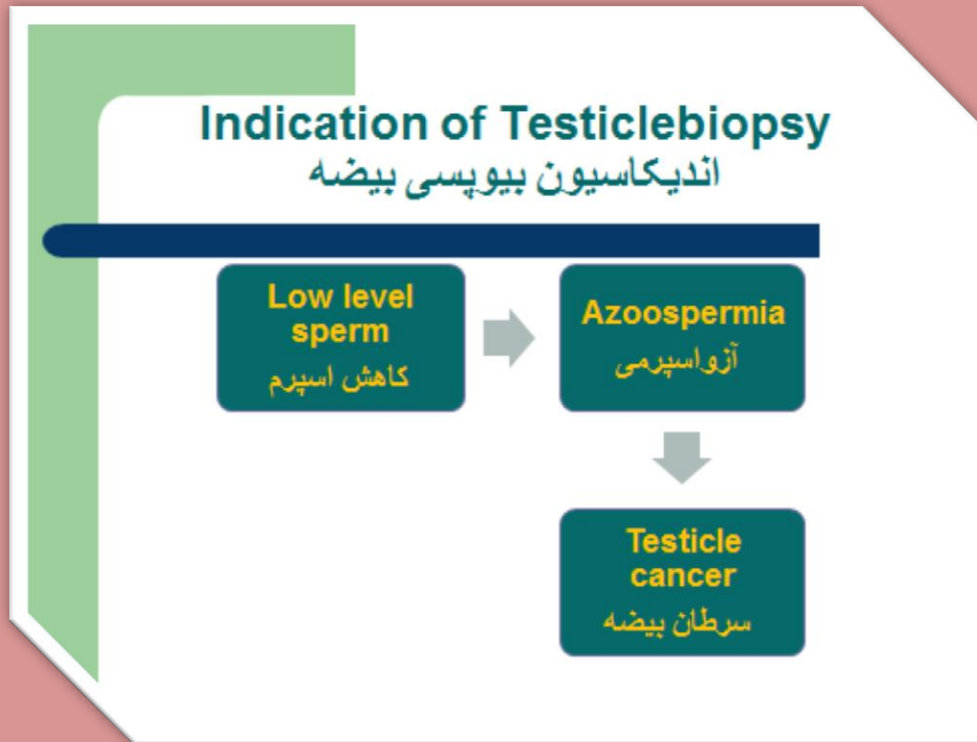 Indication of Testiclebiopsy
اندیکاسیون بیوپسی بیضه
Low level
sperm
کاهش اسپرم
Azoospermia
آزواسپرمی
Testicle
cancer
سرطان بیضه